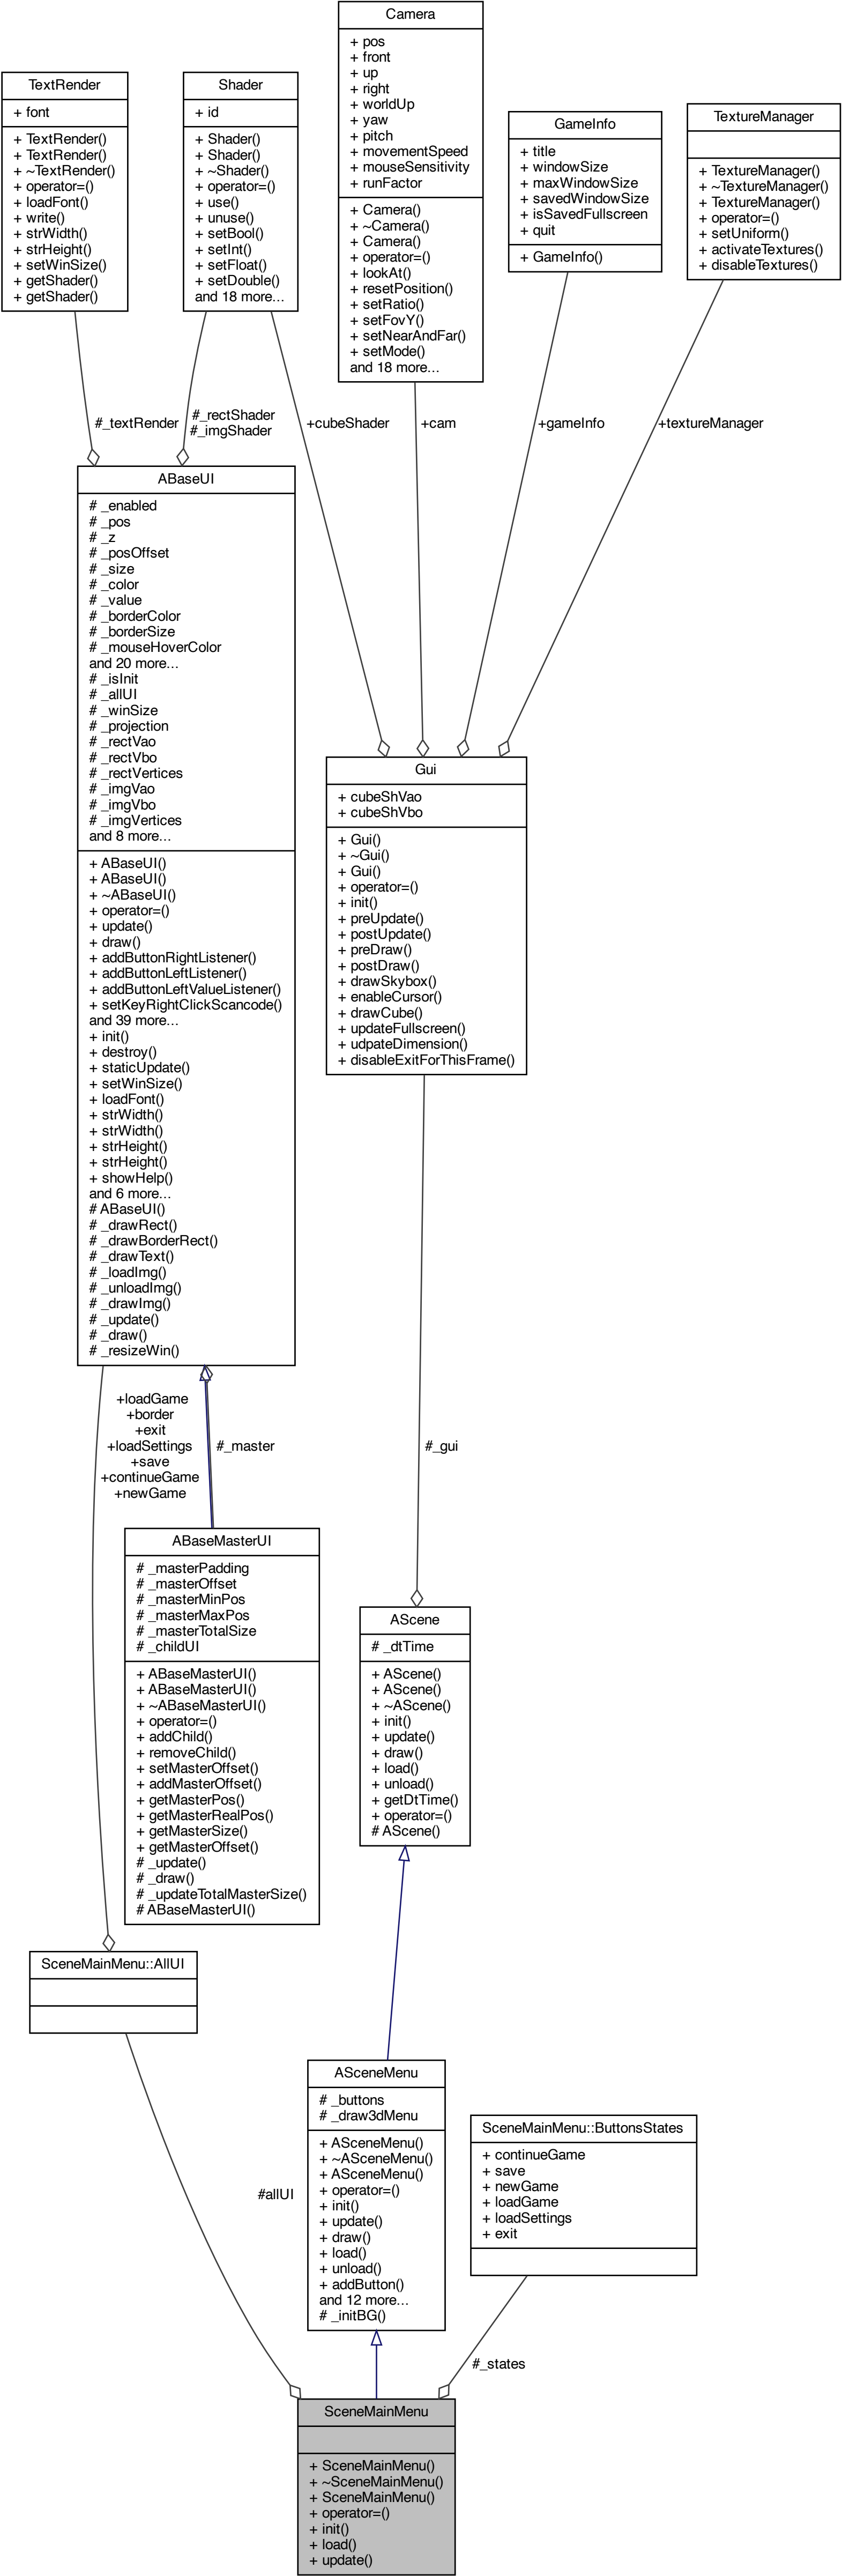 Camera
+ pos
+ front
+ up
+ right
+ worldUp
+ yaw
+ pitch
+ movementSpeed
+ mouseSensitivity
+ runFactor
+ Camera()
+ ~Camera()
+ Camera()
+ operator=()
+ lookAt()
+ resetPosition()
+ setRatio()
+ setFovY()
+ setNearAndFar()
+ setMode()
and 18 more...
TextRender
+ font
+ TextRender()
+ TextRender()
+ ~TextRender()
+ operator=()
+ loadFont()
+ write()
+ strWidth()
+ strHeight()
+ setWinSize()
+ getShader()
+ getShader()
Shader
+ id
+ Shader()
+ Shader()
+ ~Shader()
+ operator=()
+ use()
+ unuse()
+ setBool()
+ setInt()
+ setFloat()
+ setDouble()
and 18 more...
GameInfo
+ title
+ windowSize
+ maxWindowSize
+ savedWindowSize
+ isSavedFullscreen
+ quit
+ GameInfo()
TextureManager
+ TextureManager()
+ ~TextureManager()
+ TextureManager()
+ operator=()
+ setUniform()
+ activateTextures()
+ disableTextures()
#_textRender
#_rectShader
#_imgShader
+cubeShader
+cam
+gameInfo
+textureManager
ABaseUI
# _enabled
# _pos
# _z
# _posOffset
# _size
# _color
# _value
# _borderColor
# _borderSize
# _mouseHoverColor
and 20 more...
# _isInit
# _allUI
# _winSize
# _projection
# _rectVao
# _rectVbo
# _rectVertices
# _imgVao
# _imgVbo
# _imgVertices
and 8 more...
+ ABaseUI()
+ ABaseUI()
+ ~ABaseUI()
+ operator=()
+ update()
+ draw()
+ addButtonRightListener()
+ addButtonLeftListener()
+ addButtonLeftValueListener()
+ setKeyRightClickScancode()
and 39 more...
+ init()
+ destroy()
+ staticUpdate()
+ setWinSize()
+ loadFont()
+ strWidth()
+ strWidth()
+ strHeight()
+ strHeight()
+ showHelp()
and 6 more...
# ABaseUI()
# _drawRect()
# _drawBorderRect()
# _drawText()
# _loadImg()
# _unloadImg()
# _drawImg()
# _update()
# _draw()
# _resizeWin()
Gui
+ cubeShVao
+ cubeShVbo
+ Gui()
+ ~Gui()
+ Gui()
+ operator=()
+ init()
+ preUpdate()
+ postUpdate()
+ preDraw()
+ postDraw()
+ drawSkybox()
+ enableCursor()
+ drawCube()
+ updateFullscreen()
+ udpateDimension()
+ disableExitForThisFrame()
+loadGame
+border
+exit
+loadSettings
+save
+continueGame
+newGame
#_master
#_gui
ABaseMasterUI
# _masterPadding
# _masterOffset
# _masterMinPos
# _masterMaxPos
# _masterTotalSize
# _childUI
+ ABaseMasterUI()
+ ABaseMasterUI()
+ ~ABaseMasterUI()
+ operator=()
+ addChild()
+ removeChild()
+ setMasterOffset()
+ addMasterOffset()
+ getMasterPos()
+ getMasterRealPos()
+ getMasterSize()
+ getMasterOffset()
# _update()
# _draw()
# _updateTotalMasterSize()
# ABaseMasterUI()
AScene
# _dtTime
+ AScene()
+ AScene()
+ ~AScene()
+ init()
+ update()
+ draw()
+ load()
+ unload()
+ getDtTime()
+ operator=()
# AScene()
SceneMainMenu::AllUI
ASceneMenu
# _buttons
# _draw3dMenu
+ ASceneMenu()
+ ~ASceneMenu()
+ ASceneMenu()
+ operator=()
+ init()
+ update()
+ draw()
+ load()
+ unload()
+ addButton()
and 12 more...
# _initBG()
SceneMainMenu::ButtonsStates
+ continueGame
+ save
+ newGame
+ loadGame
+ loadSettings
+ exit
#allUI
#_states
SceneMainMenu
+ SceneMainMenu()
+ ~SceneMainMenu()
+ SceneMainMenu()
+ operator=()
+ init()
+ load()
+ update()